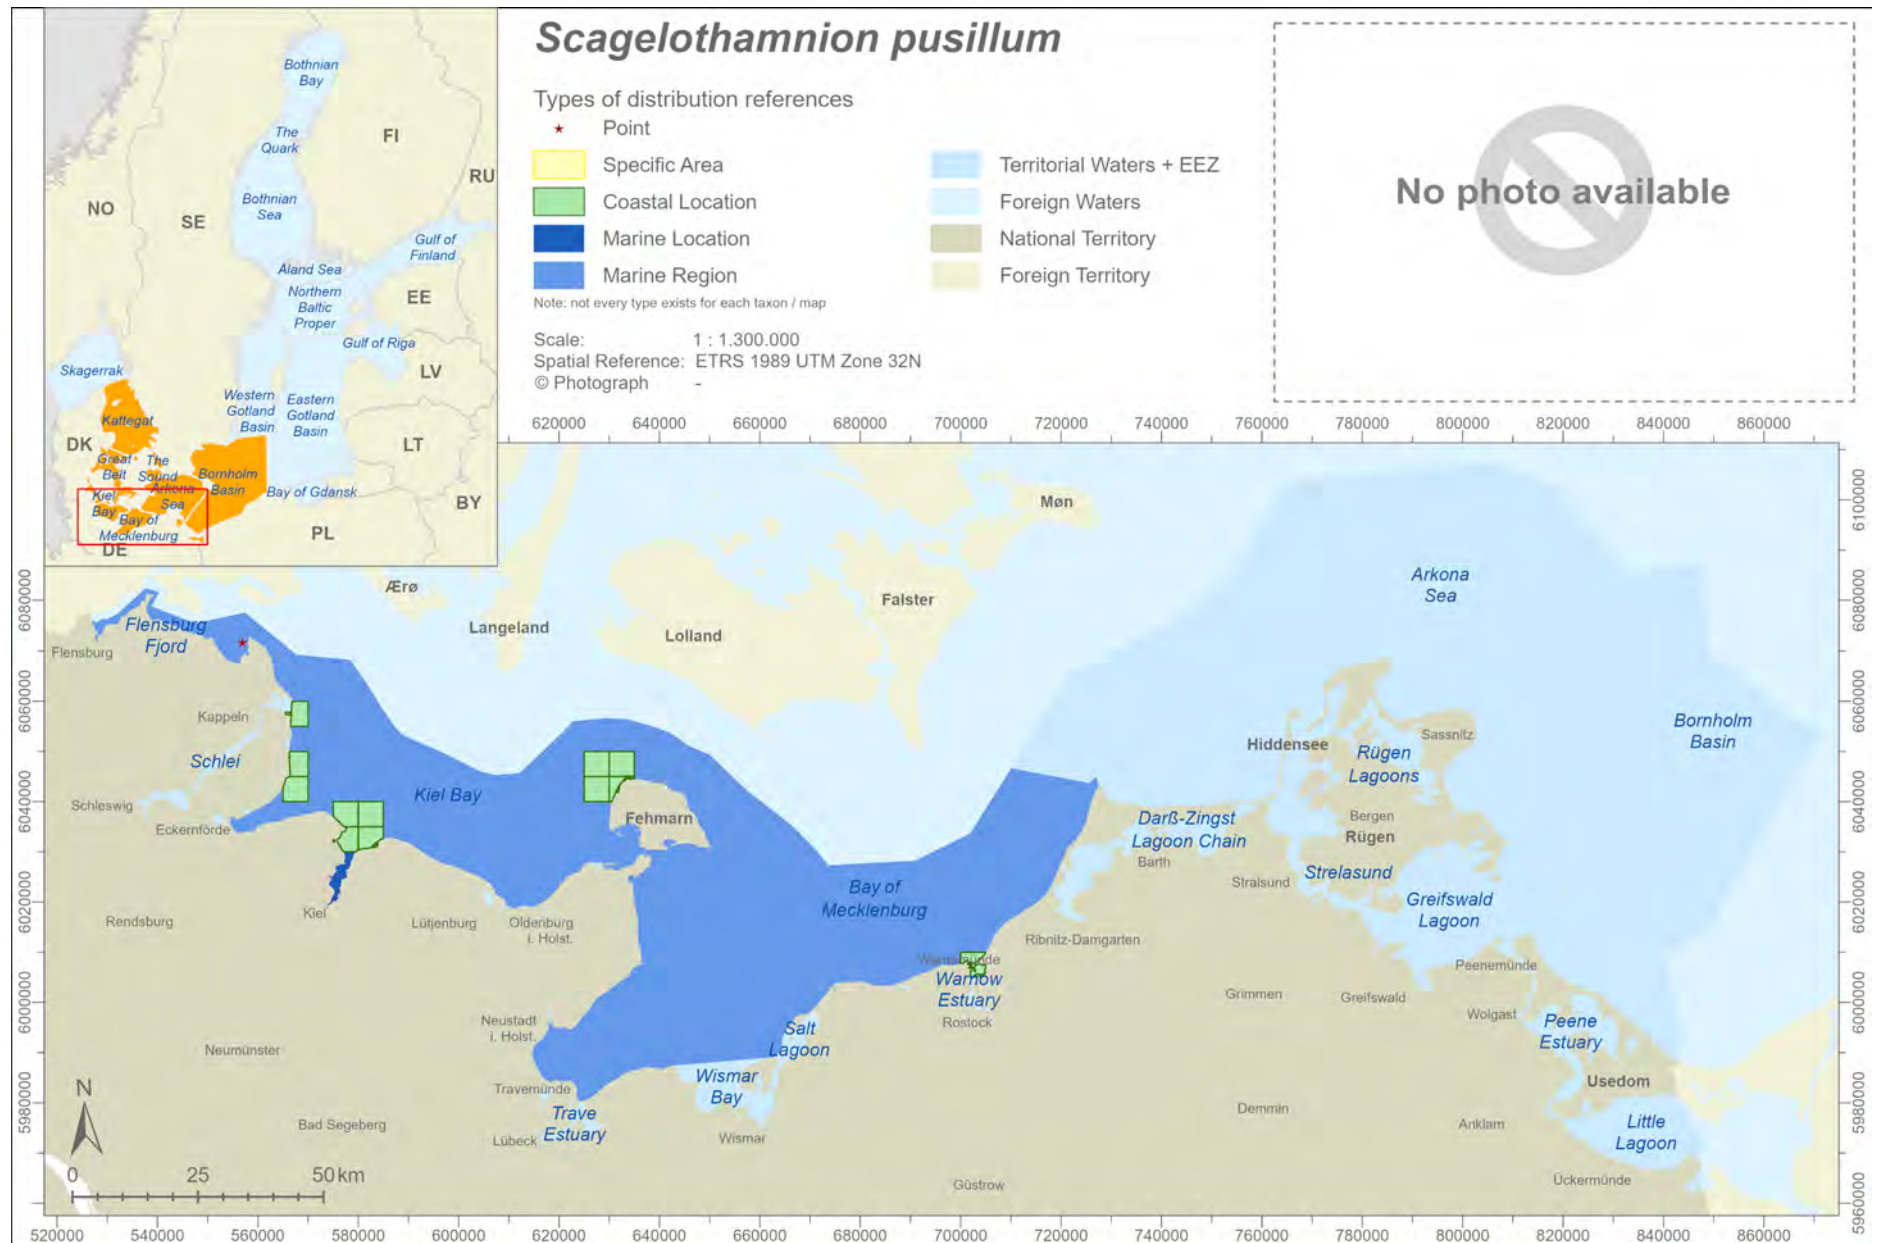 Scagelothamnion pusillum
Types of distribution references
Point
Specific Area
Coastal Location
Marine Location
Marine Region
Territorial Waters + EEZ
Foreign Waters
National Territory
Foreign Territory
Note: not every type exists for each taxon / map
Scale: 1 : 1.300.000
Spatial Reference: ETRS 1989 UTM Zone 32N
© Photograph -
No photo available
Bothnian
Bay
The
Quark
FI
RU
NO
SE
Bothnian
Sea
Gulf of
Finland
Åland Sea
Northern
Baltic
Proper
EE
Gulf of Riga
LV
Skagerrak
Western
Gotland
Basin
Eastern
Gotland
Basin
Kattegat
DK
LT
Great
Belt
The
Sound
Bornholm
Basin
Arkona
Sea
Bay of Gdansk
Kiel
Bay
Bay of
Mecklenburg
BY
PL
DE
620000 640000 660000 680000 700000 720000 740000 760000 780000 800000 820000 840000 860000
6100000
6080000
6060000
6040000
6020000
6000000
5980000
5960000
6080000
6060000
6040000
6020000
6000000
5980000
Møn
Ærø
Langeland
Lolland
Falster
Arkona
Sea
Flensburg
Fjord
Flensburg
Kappeln
Schlei
Schleswig
Eckernförde
Kiel Bay
Fehmarn
Hiddensee
Sassnitz
Rügen
Lagoons
Bornholm
Basin
Bergen
Rügen
Darß-Zingst
Lagoon Chain
Barth
Strelasund
Stralsund
Greifswald
Lagoon
Bay of
Mecklenburg
Rendsburg
Kiel
Lütjenburg
Oldenburg
i. Holst.
Ribnitz-Damgarten
Warnemünde
Warnow
Estuary
Rostock
Peenemünde
Grimmen
Greifswald
Wolgast
Peene
Estuary
Neustadt
i. Holst.
Salt
Lagoon
Neumünster
Usedom
Travemünde
Wismar
Bay
Trave
Estuary
Demmin
Anklam
Little
Lagoon
Bad Segeberg
Lübeck
Wismar
Güstrow
Ückermünde
N
0 25 50 km
520000 540000 560000 580000 600000 620000 640000 660000 680000 700000 720000 740000 760000 780000 800000 820000 840000 860000